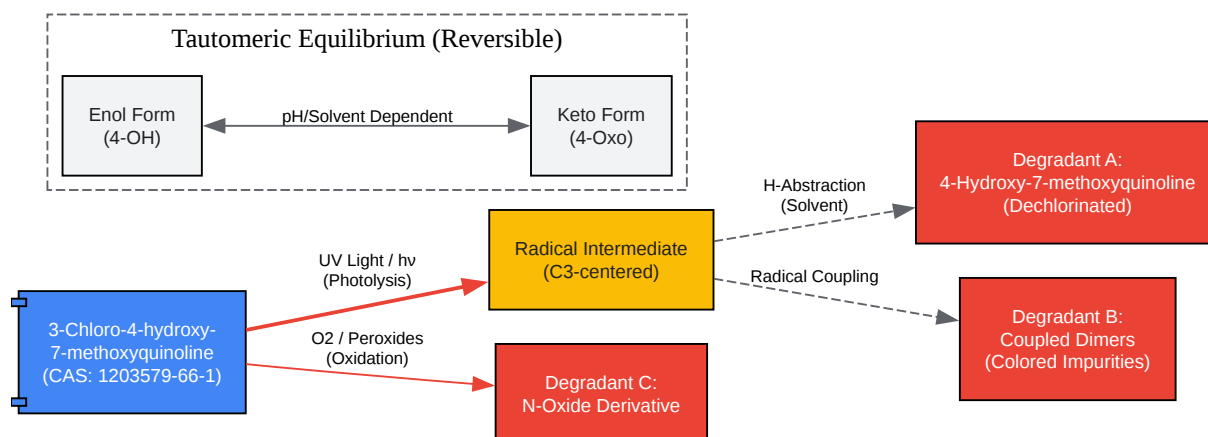 Tautomeric Equilibrium (Reversible)
Enol Form
(4-OH)
pH/Solvent Dependent
Keto Form
(4-Oxo)
3-Chloro-4-hydroxy-
7-methoxyquinoline
(CAS: 1203579-66-1)
UV Light / hν
(Photolysis)
O2 / Peroxides
(Oxidation)
Radical Intermediate
(C3-centered)
Degradant C:
N-Oxide Derivative
H-Abstraction
(Solvent)
Radical Coupling
Degradant A:
4-Hydroxy-7-methoxyquinoline
(Dechlorinated)
Degradant B:
Coupled Dimers
(Colored Impurities)